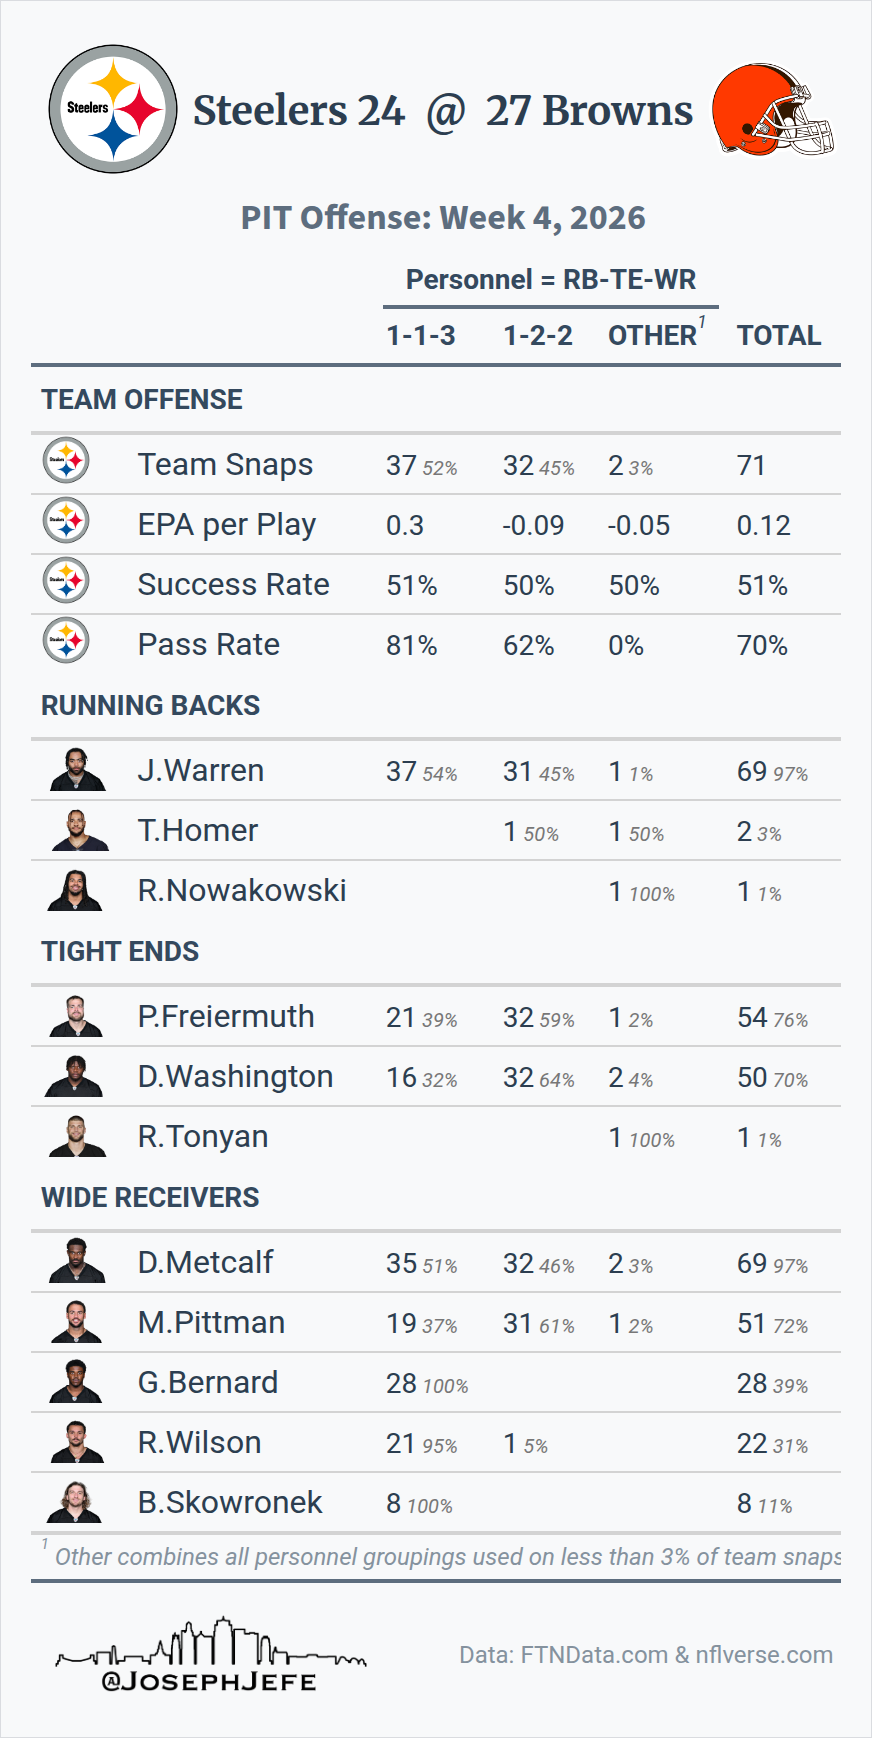 Steelers
Steelers 24 @ 27 Browns
PIT Offense: Week 4, 2026
Personnel = RB-TE-WR
1-1-3 1-2-2 OTHER1 TOTAL
TEAM OFFENSE
Team Snaps 37 52% 32 45% 2 3% 71
EPA per Play 0.3 -0.09 -0.05 0.12
Success Rate 51% 50% 50% 51%
Pass Rate 81% 62% 0% 70%
RUNNING BACKS
J.Warren 37 54% 31 45% 1 1% 69 97%
T.Homer 1 50% 1 50% 2 3%
R.Nowakowski 1 100% 1 1%
TIGHT ENDS
P.Freiermuth 21 39% 32 59% 1 2% 54 76%
D.Washington 16 32% 32 64% 2 4% 50 70%
R.Tonyan 1 100% 1 1%
WIDE RECEIVERS
D.Metcalf 35 51% 32 46% 2 3% 69 97%
M.Pittman 19 37% 31 61% 1 2% 51 72%
G.Bernard 28 100% 28 39%
R.Wilson 21 95% 1 5% 22 31%
B.Skowronek 8 100% 8 11%
1 Other combines all personnel groupings used on less than 3% of team snaps
@JosephJefe
Data: FTNData.com & nflverse.com